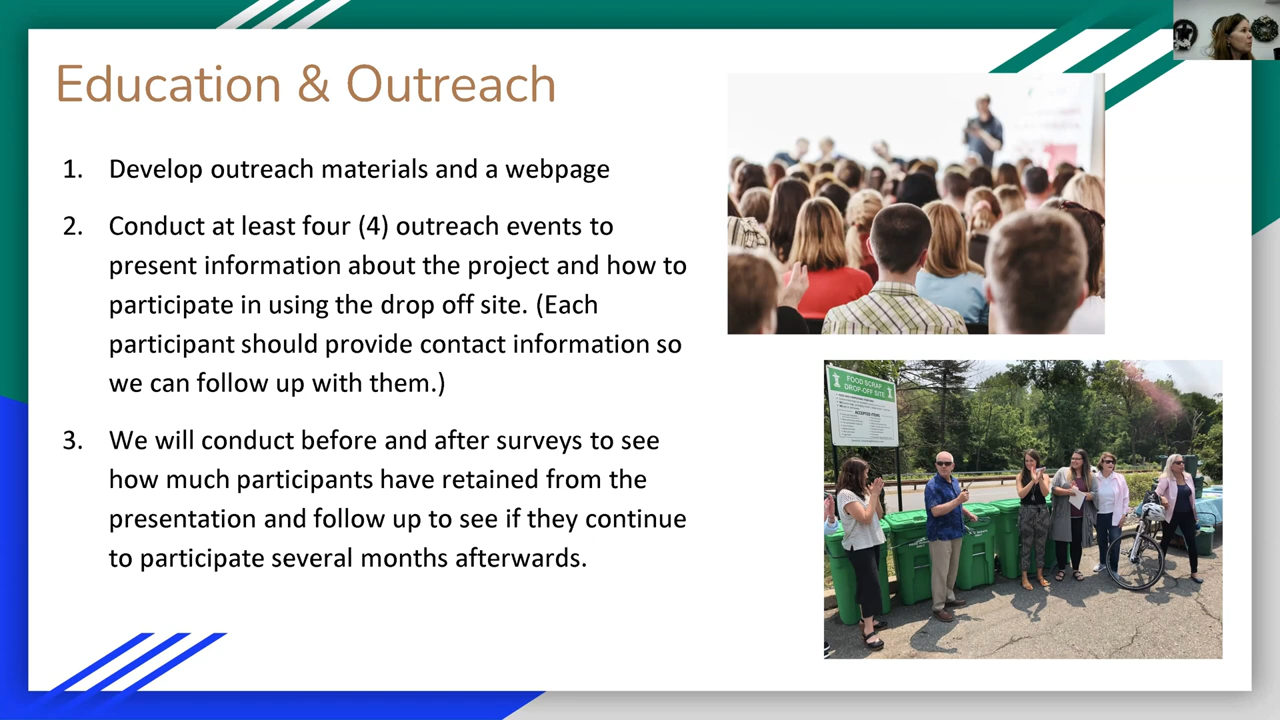 Education & Outreach
1. Develop outreach materials and a webpage
2. Conduct at least four (4) outreach events to
present information about the project and how to
participate in using the drop off site. (Each
participant should provide contact information so
we can follow up with them.)
3. We will conduct before and after surveys to see
how much participants have retained from the
presentation and follow up to see if they continue
to participate several months afterwards.
FOOD SCRAP
DROP-OFF SITE
ACCEPTED ITEMS